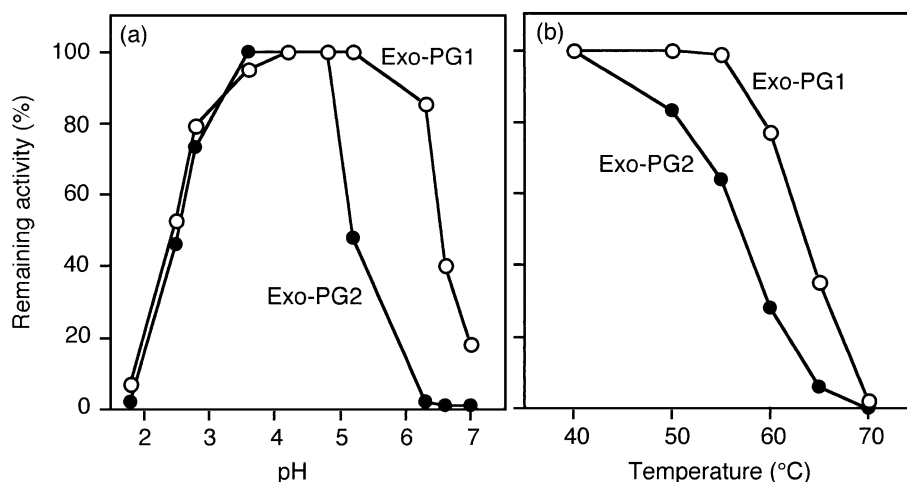 (a)
Exo-PG1
Exo-PG2
Remaining activity (%)
100
80
60
40
20
0
2 3 4 5 6 7
pH
(b)
Exo-PG1
Exo-PG2
40 50 60 70
Temperature (°C)